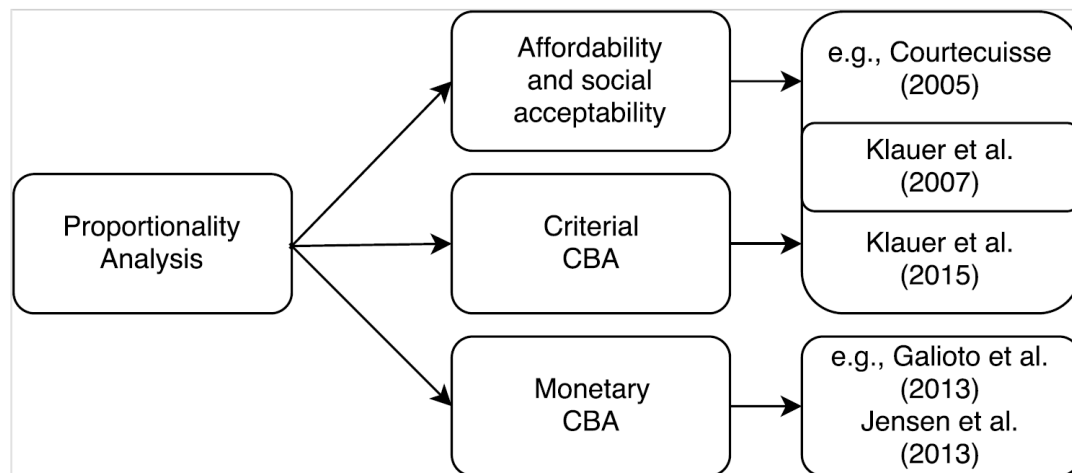 Proportionality
Analysis
Affordability
and social
acceptability
Criterial
CBA
Monetary
CBA
e.g., Courtecuisse
(2005)
Klauer et al.
(2007)
Klauer et al.
(2015)
e.g., Galioto et al.
(2013)
Jensen et al.
(2013)